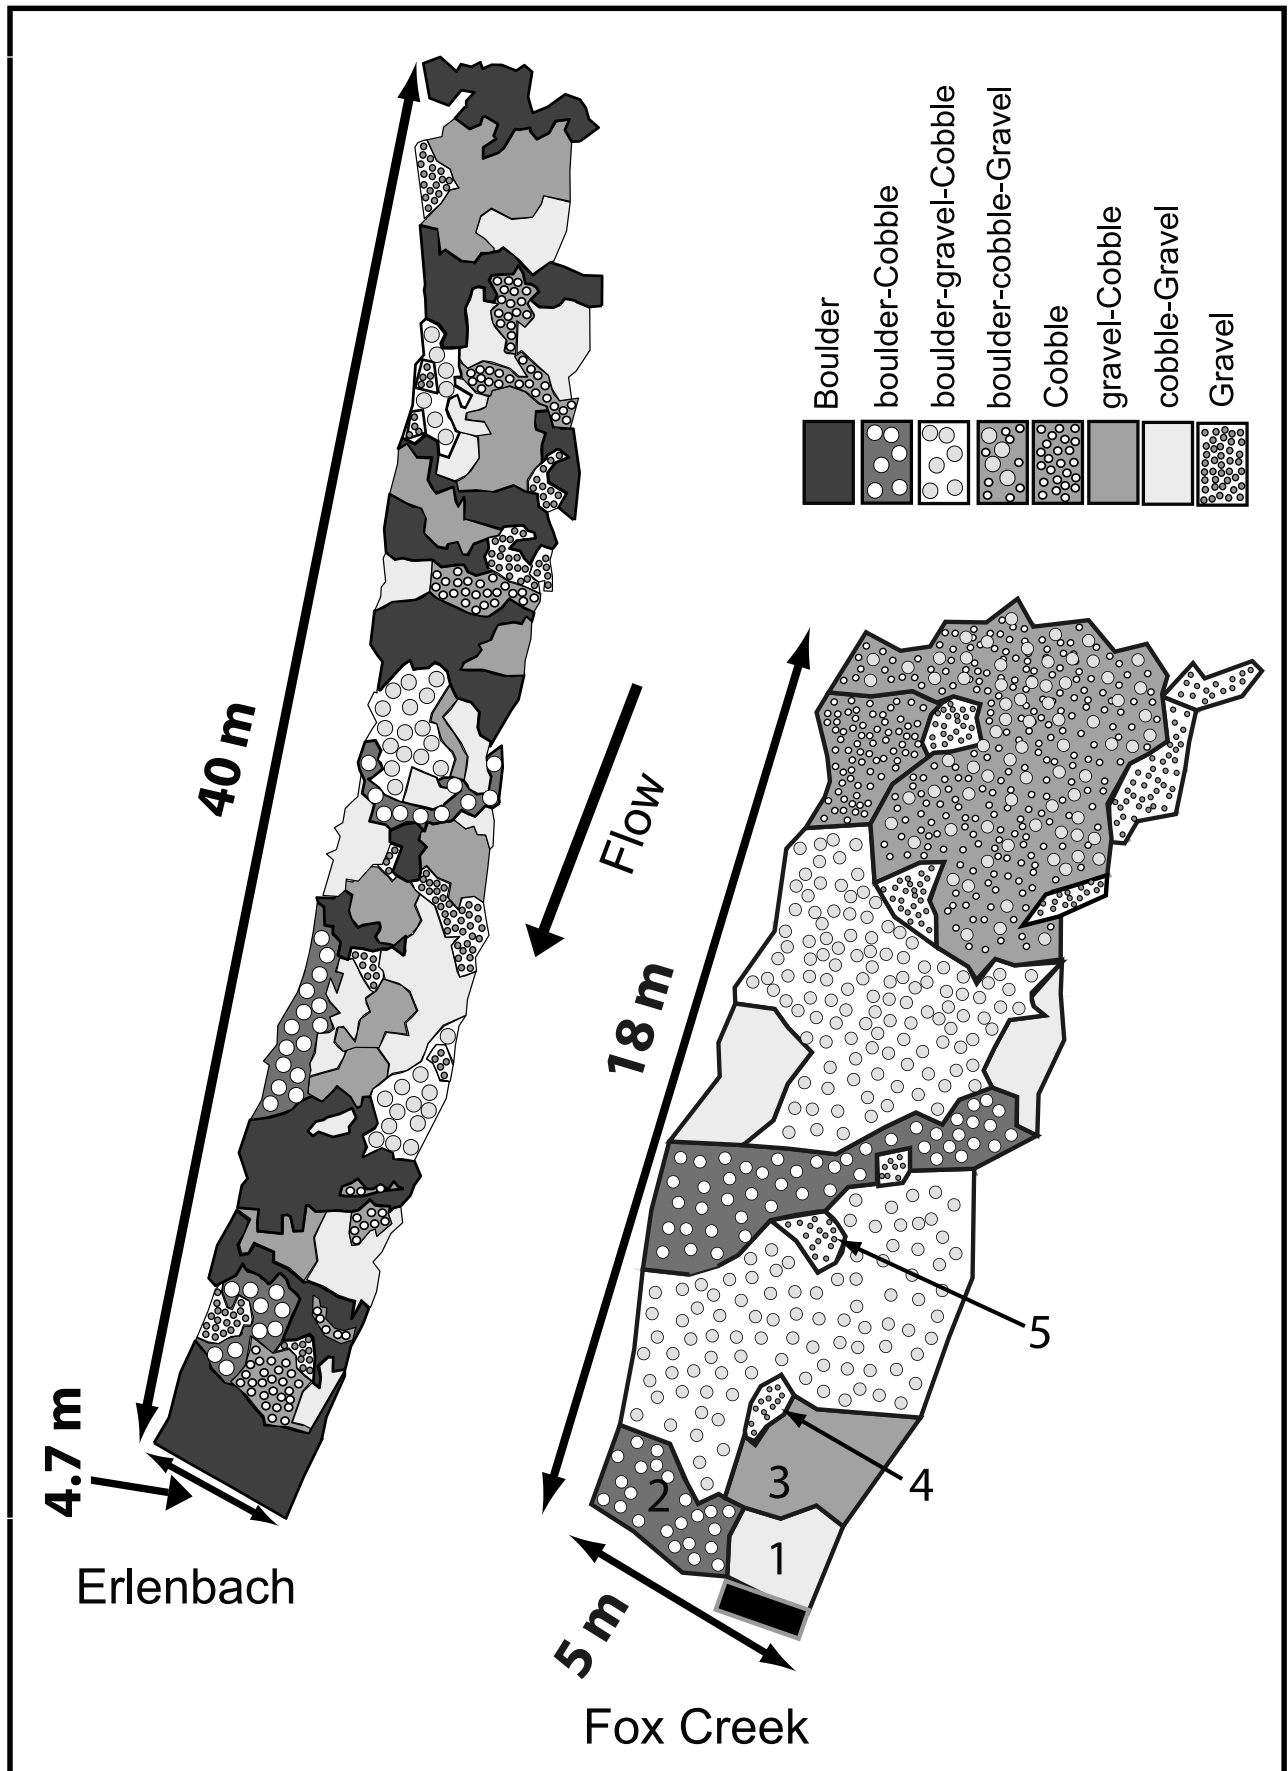 40 m
4.7 m
Erlenbach
Flow
Boulder
boulder-Cobble
boulder-gravel-Cobble
boulder-cobble-Gravel
Cobble
gravel-Cobble
cobble-Gravel
Gravel
18 m
5
4
3
2
1
5 m
Fox Creek